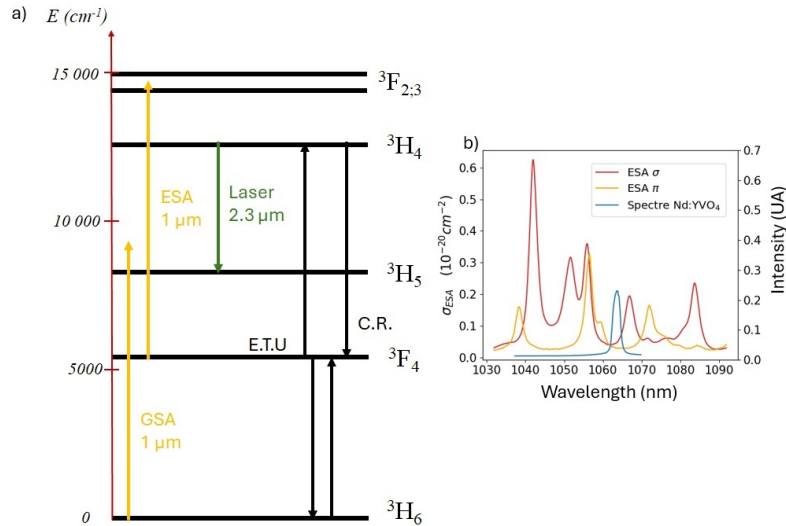 a)
E (cm⁻¹)
15 000
³F₂;₃
³H₄
ESA
1 µm
Laser
2.3 µm
10 000
³H₅
C.R.
E.T.U
³F₄
5000
GSA
1 µm
0
³H₆
b)
ESA σ
ESA π
Spectre Nd:YVO₄
σ_ESA (10⁻²⁰cm⁻²)
0.6
0.5
0.4
0.3
0.2
0.1
0.0
0.7
0.6
0.5
0.4
0.3
0.2
0.1
0.0
Intensity (UA)
1030 1040 1050 1060 1070 1080 1090
Wavelength (nm)